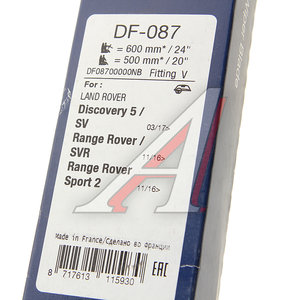 DF-087
= 600 mm* / 24"
= 500 mm* / 20"
DF08700000NB Fitting V
For :
LAND ROVER
Discovery 5 /
SV 03/17>
Range Rover /
SVR 11/16>
Range Rover
Sport 2 11/16>
Made in France/Сделано во франции
8 717613 115930
EAC